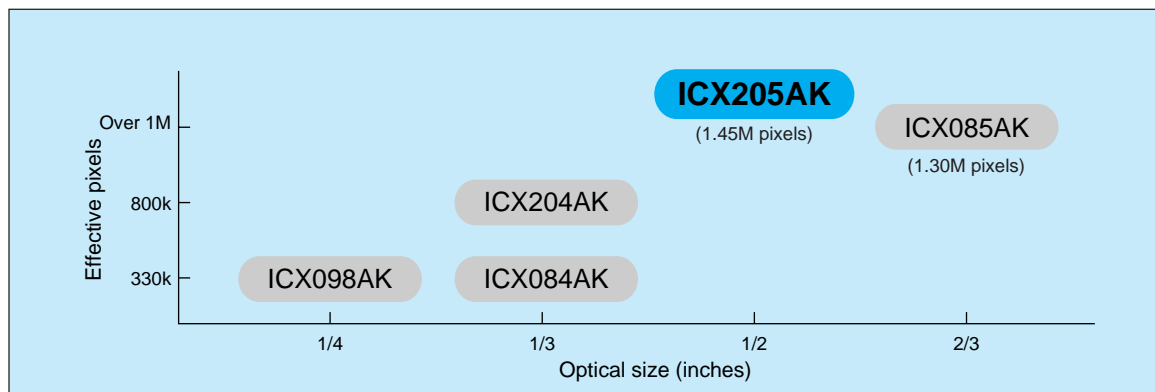 ICX205AK
(1.45M pixels)
ICX085AK
(1.30M pixels)
ICX204AK
ICX098AK
ICX084AK
Effective pixels
Over 1M
800k
330k
1/4
1/3
1/2
2/3
Optical size (inches)